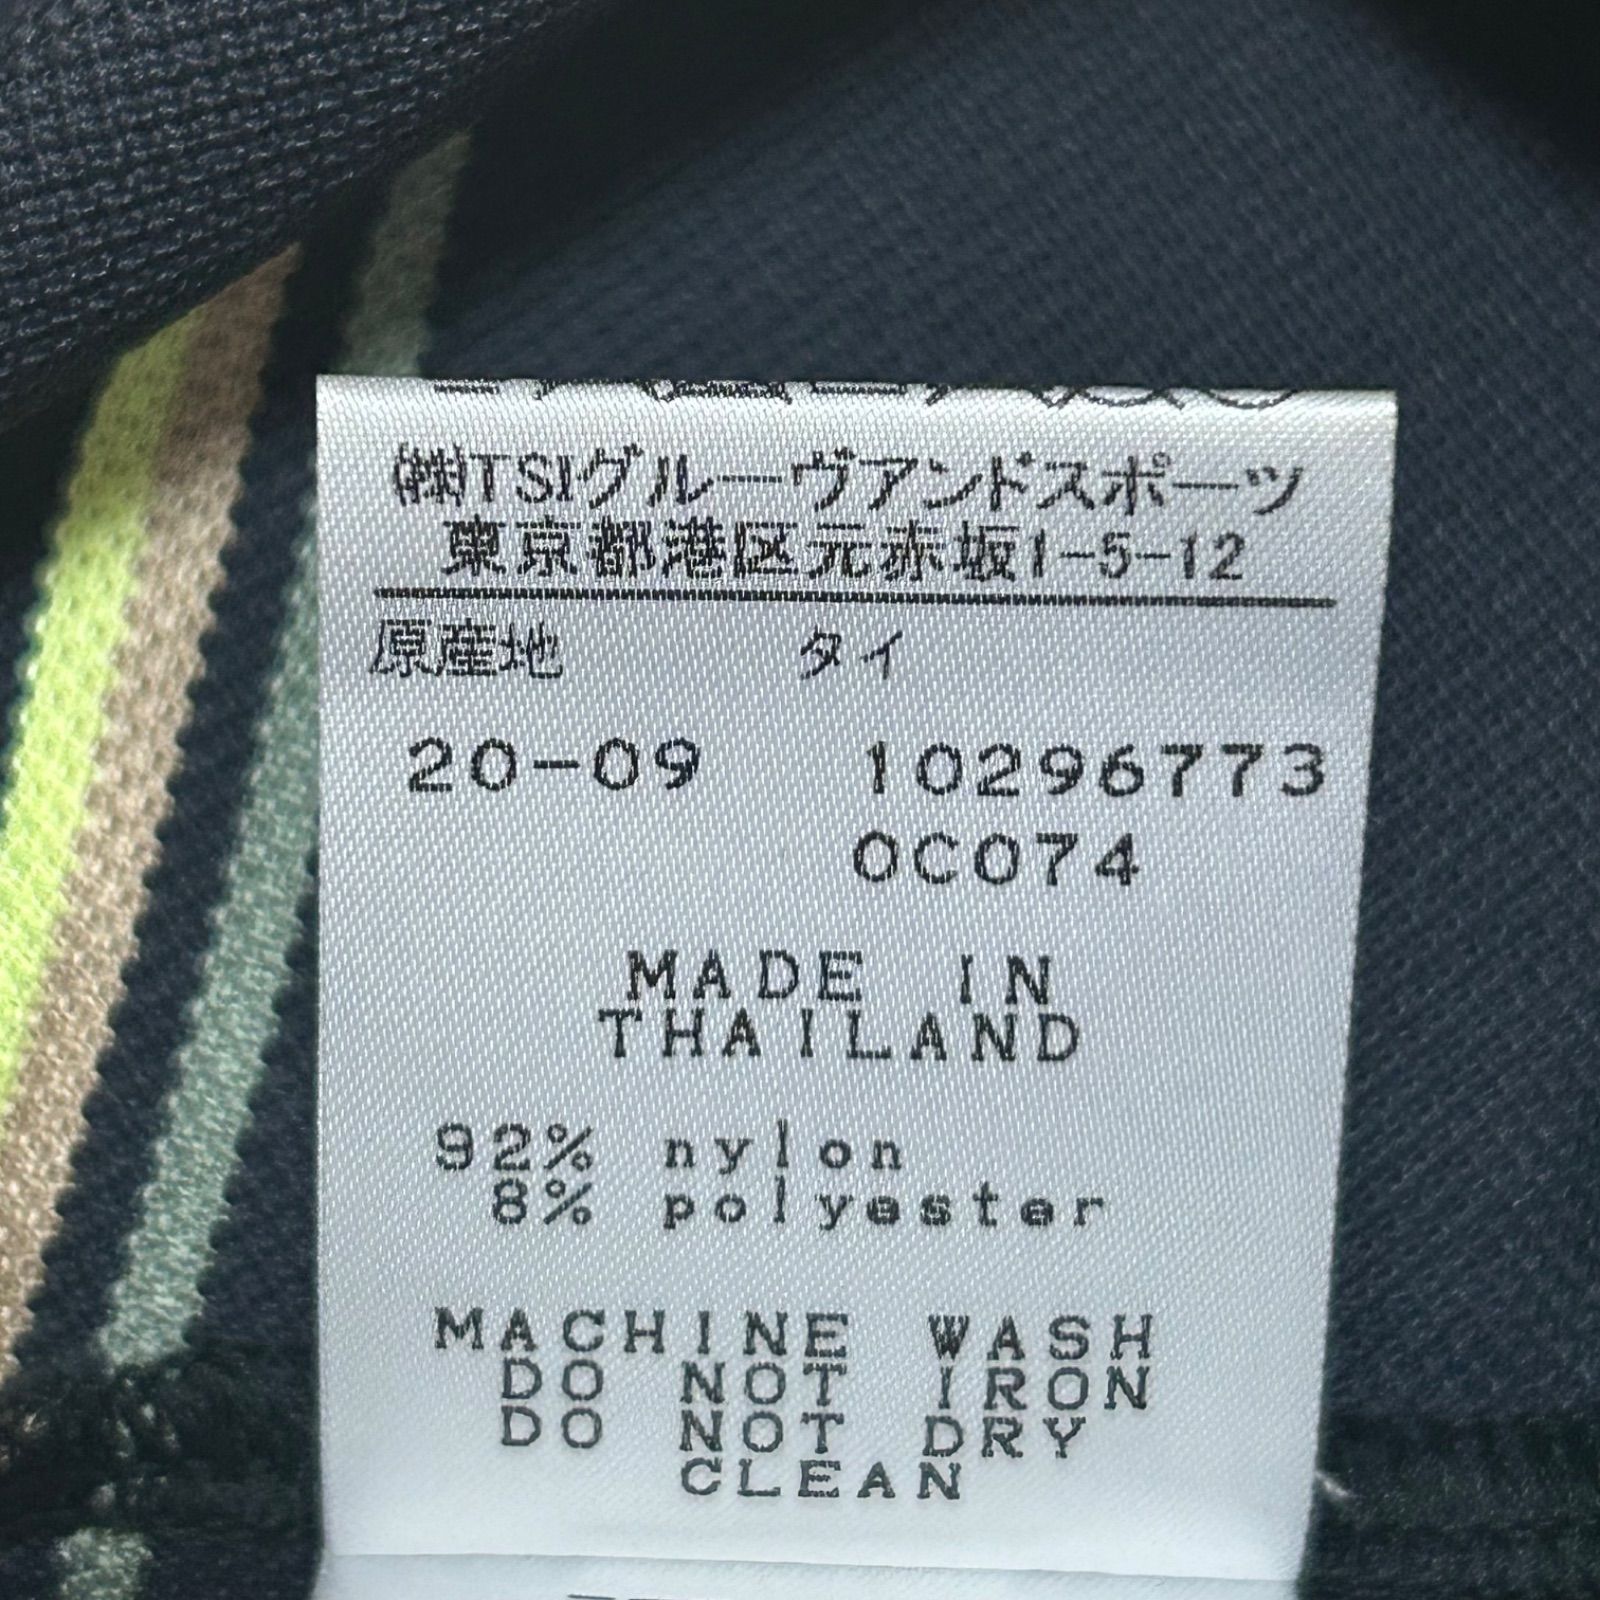 ㈱TSIグルーヴアンドスポーツ
東京都港区元赤坂1-5-12
原産地 タイ
20-09 10296773
0C074
MADE IN
THAILAND
92% nylon
8% polyester
MACHINE WASH
DO NOT IRON
DO NOT DRY
CLEAN